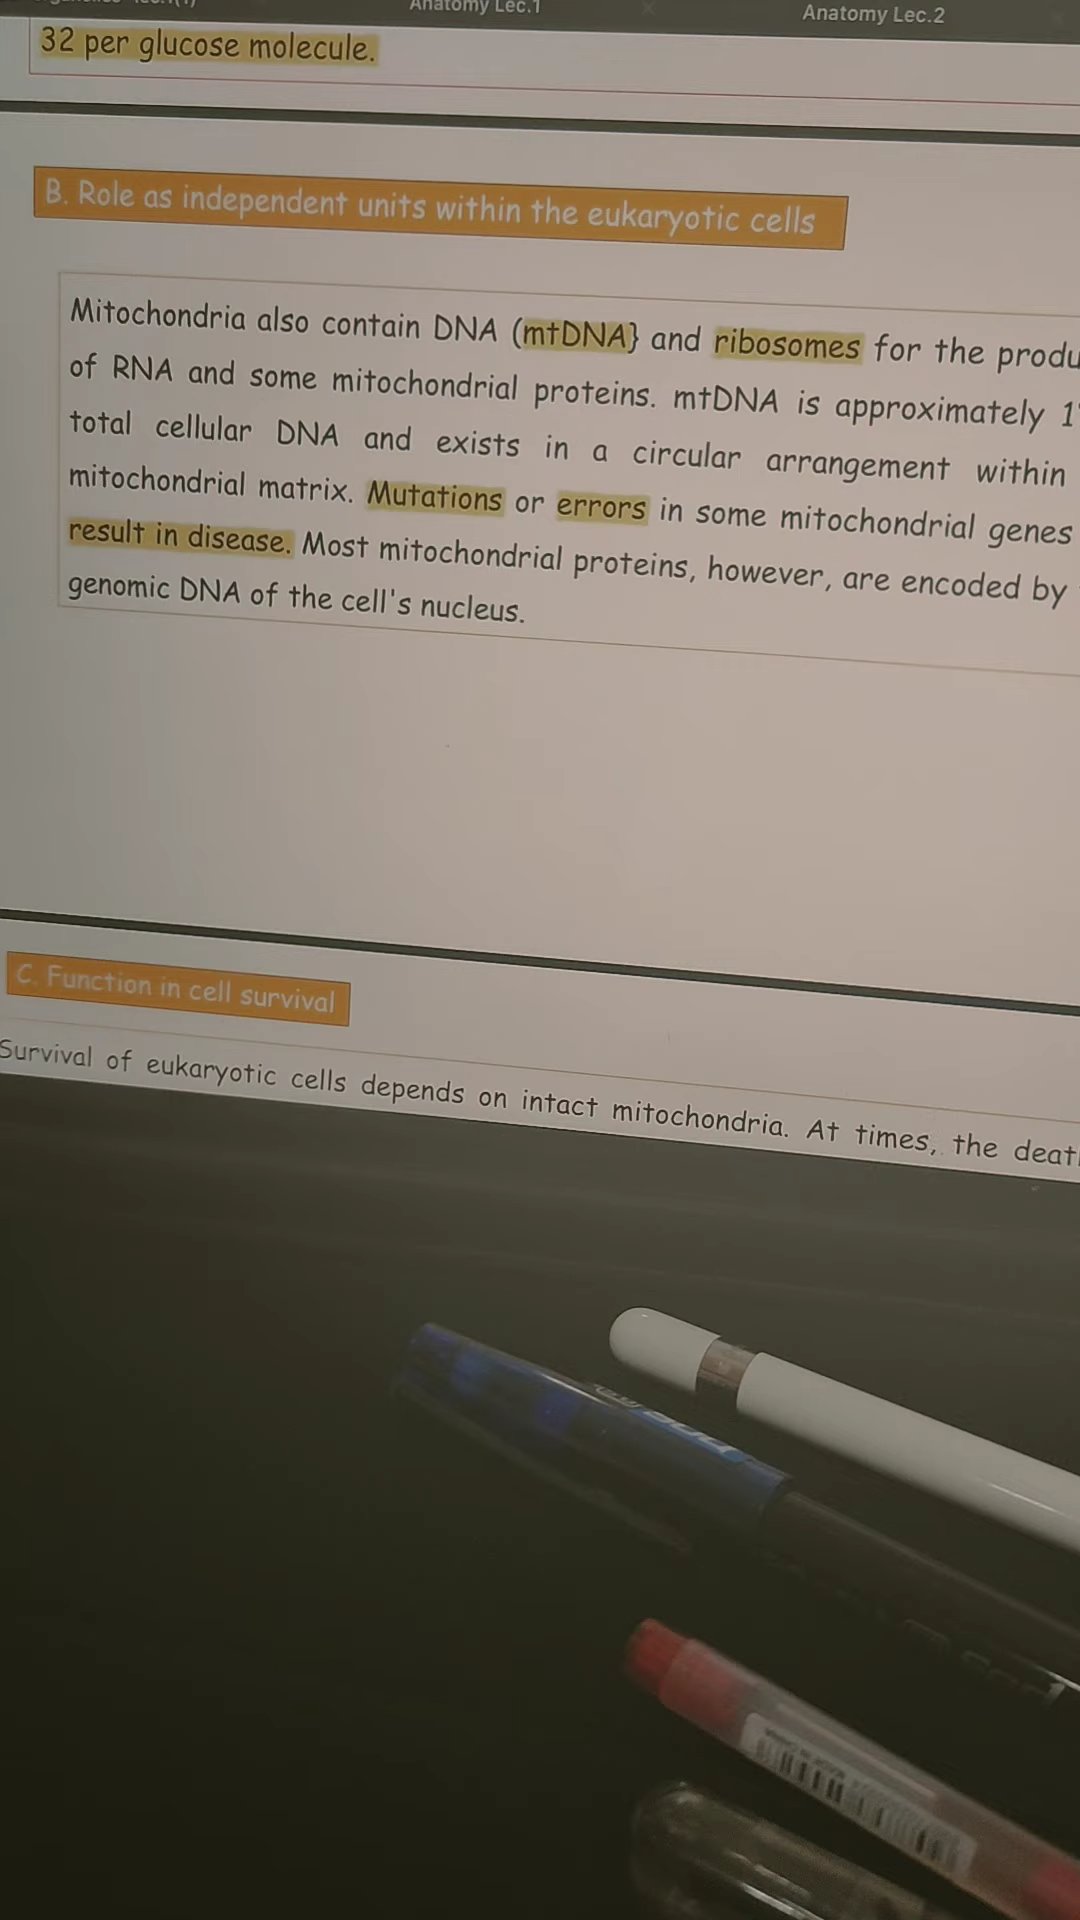 Anatomy Lec.1
Anatomy Lec.2
32 per glucose molecule.
B. Role as independent units within the eukaryotic cells
Mitochondria also contain DNA (mtDNA} and ribosomes for the produ
of RNA and some mitochondrial proteins. mtDNA is approximately 1
total cellular DNA and exists in a circular arrangement within
mitochondrial matrix. Mutations or errors in some mitochondrial genes
result in disease. Most mitochondrial proteins, however, are encoded by
genomic DNA of the cell's nucleus.
C. Function in cell survival
Survival of eukaryotic cells depends on intact mitochondria. At times, the deat